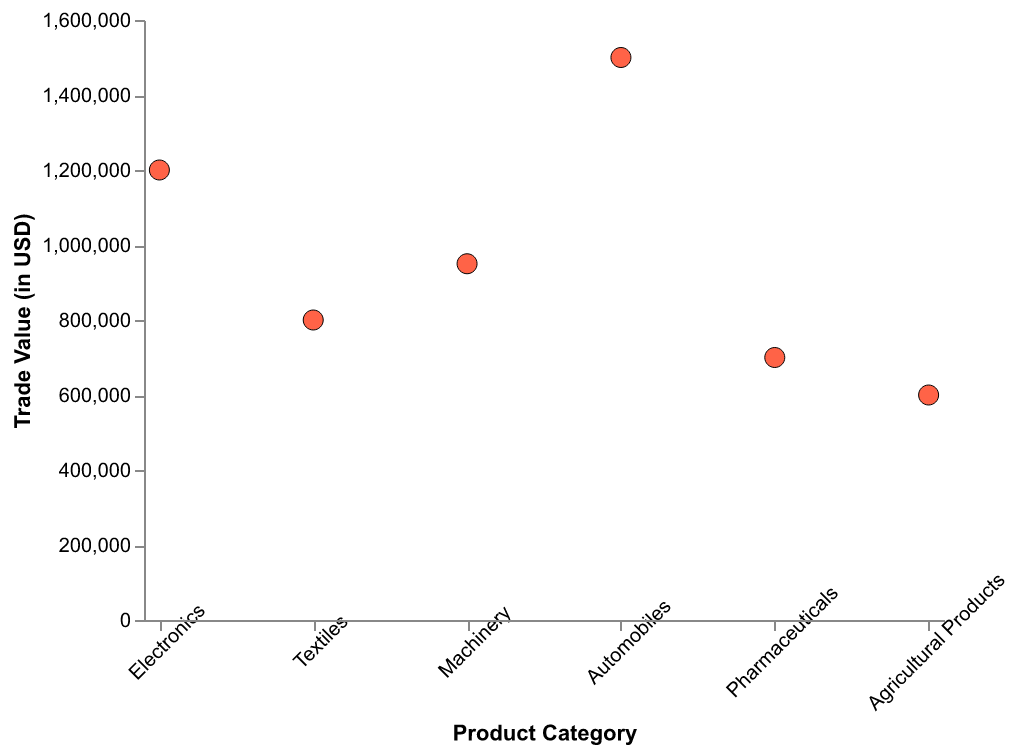 1,600,000
1,400,000
1,200,000
1,000,000
800,000
600,000
400,000
200,000
0
Trade Value (in USD)
Electronics
Textiles
Machinery
Automobiles
Pharmaceuticals
Agricultural Products
Product Category